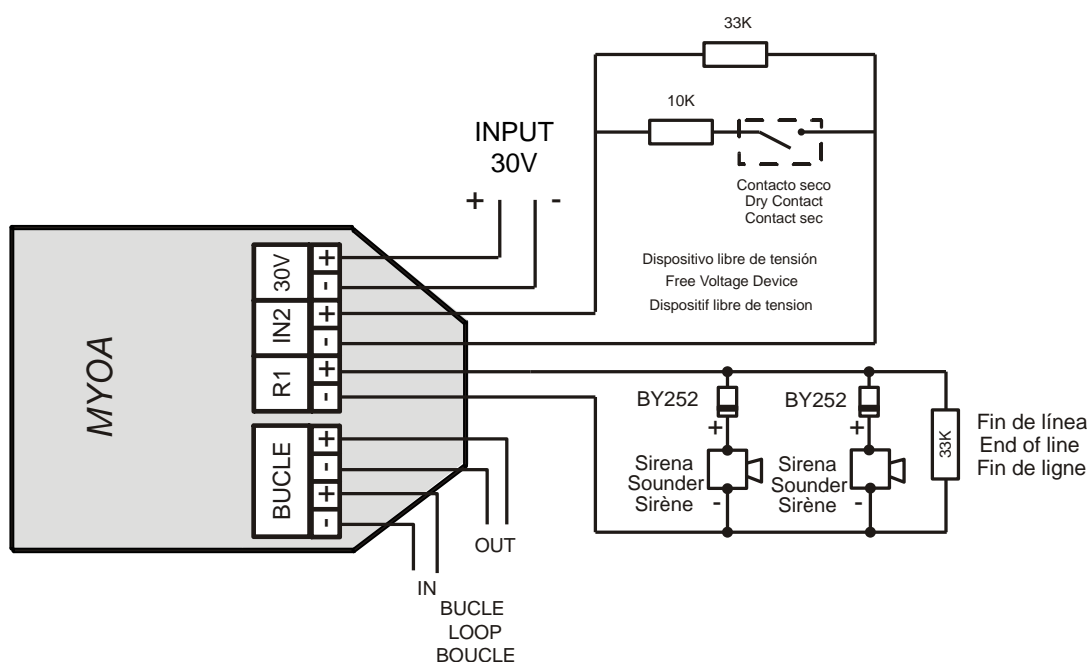 33K
10K
INPUT
30V
+ -
Contacto seco
Dry Contact
Contact sec
Dispositivo libre de tensión
Free Voltage Device
Dispositif libre de tension
MYOA
30V
+
-
IN2
+
-
R1
+
-
BUCLE
+
-
+
-
BY252
+
Sirena
Sounder
Sirène
-
BY252
+
Sirena
Sounder
Sirène
-
33K
Fin de línea
End of line
Fin de ligne
OUT
IN
BUCLE
LOOP
BOUCLE